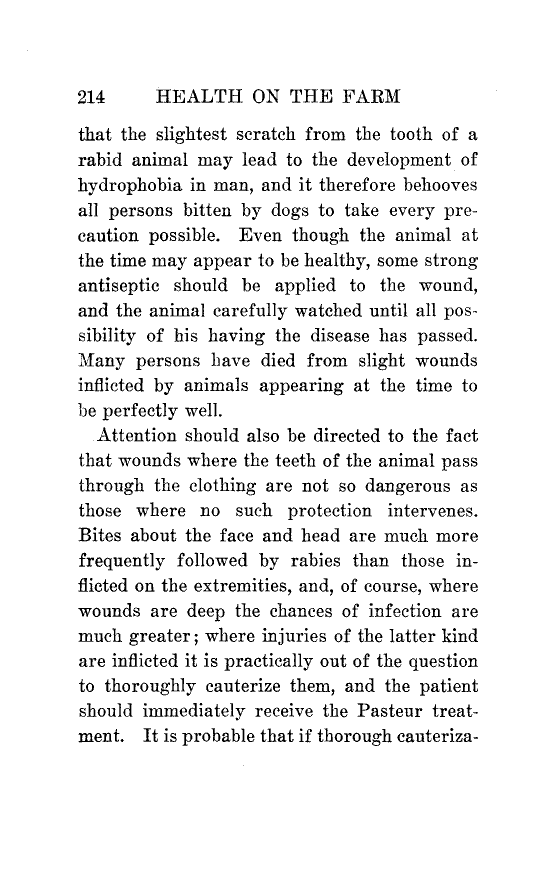 214 HEALTH ON THE FARM
that the slightest scratch from the tooth of a
rabid animal may lead to the development of
hydrophobia in man, and it therefore behooves
all persons bitten by dogs to take every pre-
caution possible. Even though the animal at
the time may appear to be healthy, some strong
antiseptic should be applied to the wound,
and the animal carefully watched until all pos-
sibility of his having the disease has passed.
Many persons have died from slight wounds
inflicted by animals appearing at the time to
be perfectly well.
Attention should also be directed to the fact
that wounds where the teeth of the animal pass
through the clothing are not so dangerous as
those where no such protection intervenes.
Bites about the face and head are much more
frequently followed by rabies than those in-
flicted on the extremities, and, of course, where
wounds are deep the chances of infection are
much greater; where injuries of the latter kind
are inflicted it is practically out of the question
to thoroughly cauterize them, and the patient
should immediately receive the Pasteur treat-
ment. It is probable that if thorough cauteriza-